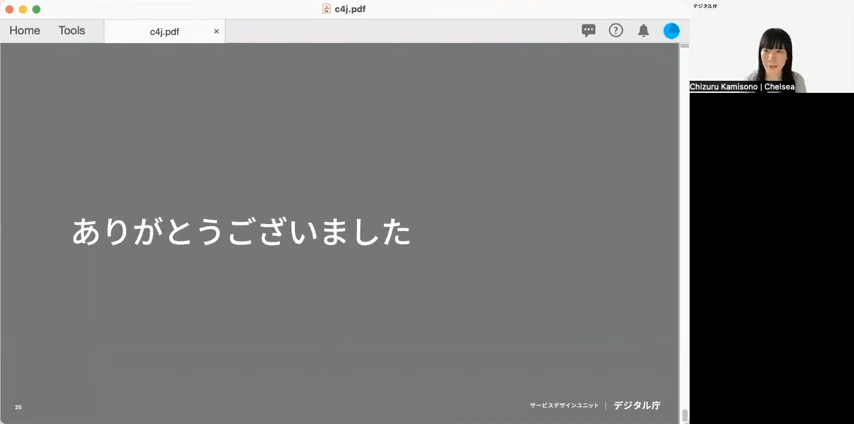 c4j.pdf
Home Tools c4j.pdf ×
デジタル庁
Chizuru Kamisono | Chelsea
ありがとうございました
25
サービスデザインユニット | デジタル庁